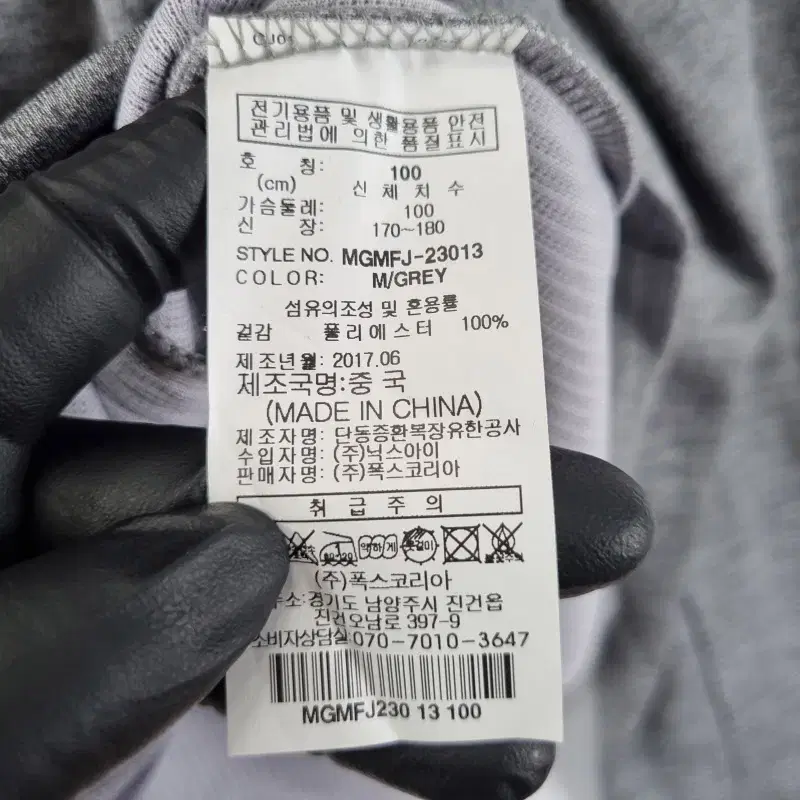 전기용품 및 생활용품 안전
관리법에 의한 품질표시
호 칭: 100
(cm) 신 체 치 수
가슴둘레: 100
신 장: 170~180
STYLE NO. MGMFJ-23013
COLOR: M/GREY
섬유의조성 및 혼용률
겉감 폴리에스터 100%
제조년월: 2017.06
제조국명:중 국
(MADE IN CHINA)
제조자명: 단동증환복장유한공사
수입자명: (주)닉스아이
판매자명: (주)폭스코리아
취 급 주 의
약하게
옷걸이
(주)폭스코리아
소:경기도 남양주시 진건읍
진건오남로 397-9
소비자상담실:070-7010-3647
MGMFJ230 13 100